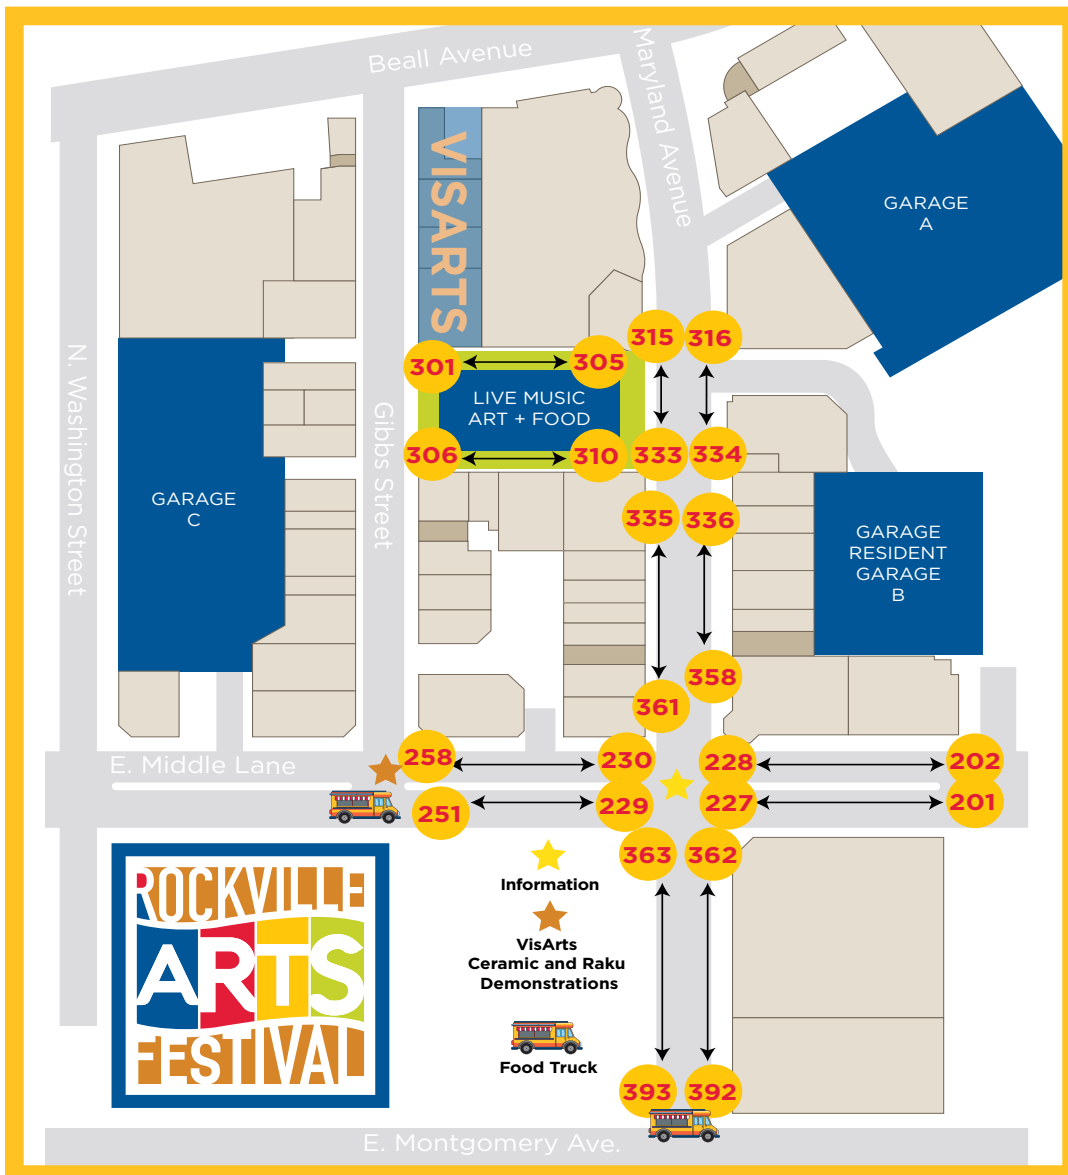 Beall Avenue
Maryland Avenue
VISARTS
GARAGE
A
N. Washington Street
Gibbs Street
315
316
301
305
LIVE MUSIC
ART + FOOD
306
310
333
334
GARAGE
C
335
336
GARAGE
RESIDENT
GARAGE
B
358
361
E. Middle Lane
258
230
228
202
251
229
227
201
363
362
ROCKVILLE
ARTS
FESTIVAL
Information
VisArts
Ceramic and Raku
Demonstrations
Food Truck
393
392
E. Montgomery Ave.